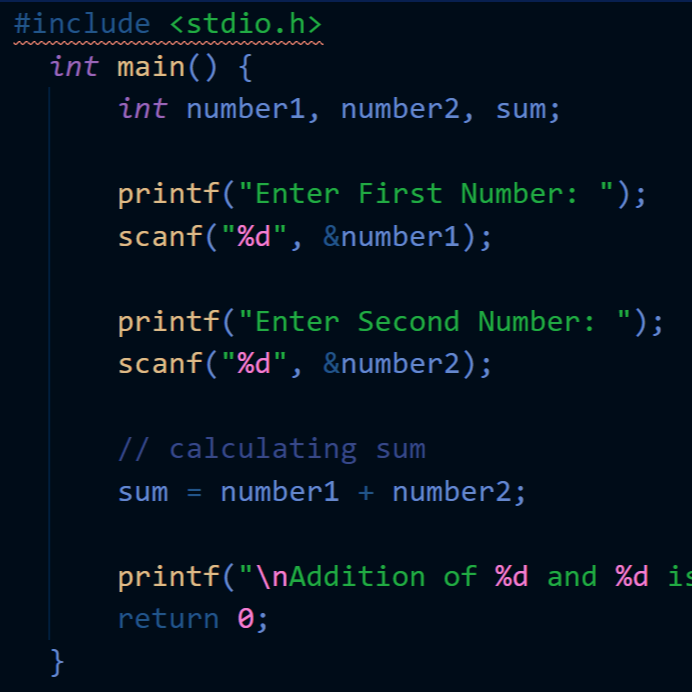 #include <stdio.h>
int main() {
int number1, number2, sum;
printf("Enter First Number: ");
scanf("%d", &number1);
printf("Enter Second Number: ");
scanf("%d", &number2);
// calculating sum
sum = number1 + number2;
printf("\nAddition of %d and %d is
return 0;
}